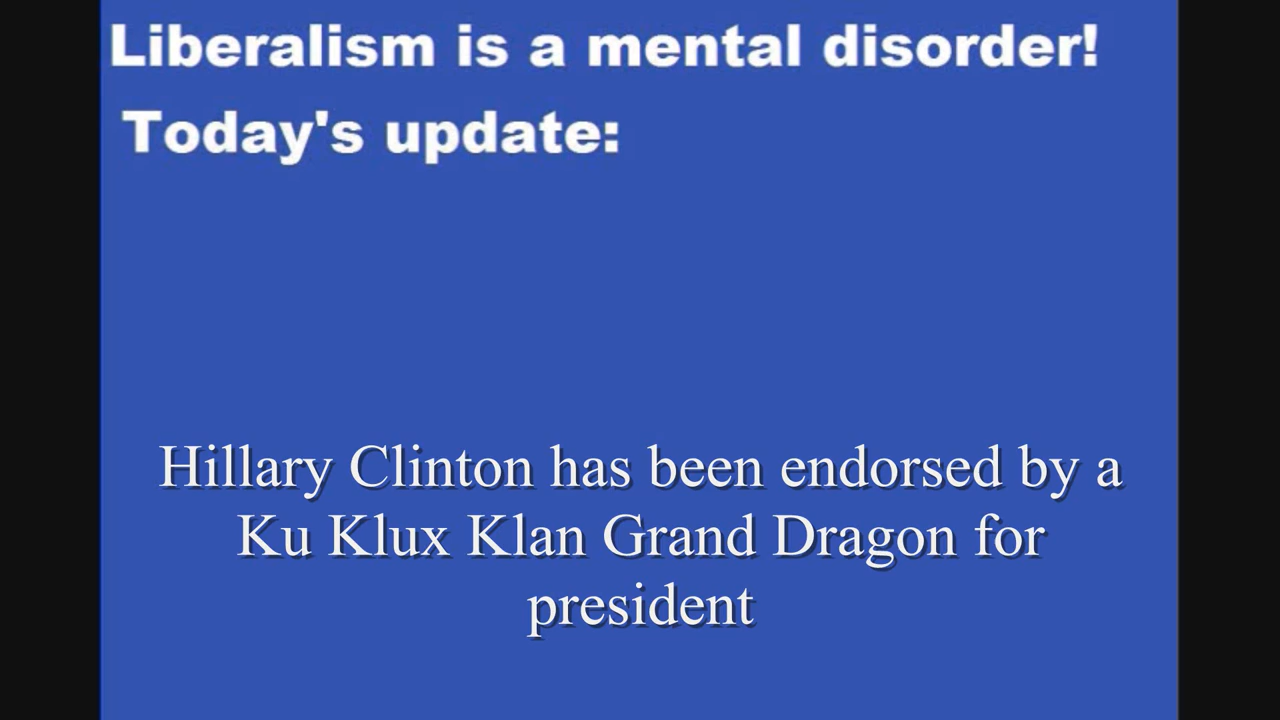 Liberalism is a mental disorder!
Today's update:
Hillary Clinton has been endorsed by a
Ku Klux Klan Grand Dragon for
president